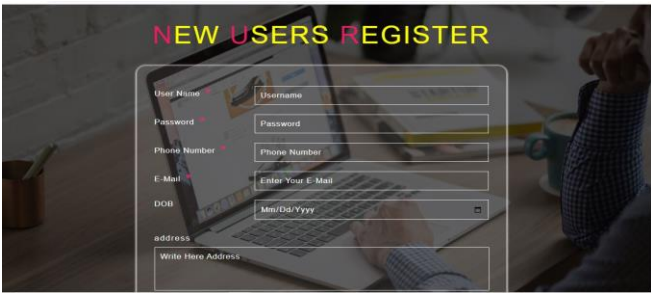 NEW USERS REGISTER
User Name * Username
Password * Password
Phone Number * Phone Number
E-Mail * Enter Your E-Mail
DOB Mm/Dd/Yyyy
address
Write Here Address